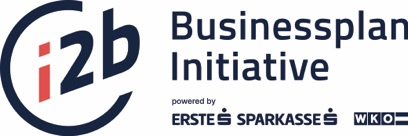 i2b
Businessplan
Initiative
powered by
ERSTE SPARKASSE WKO